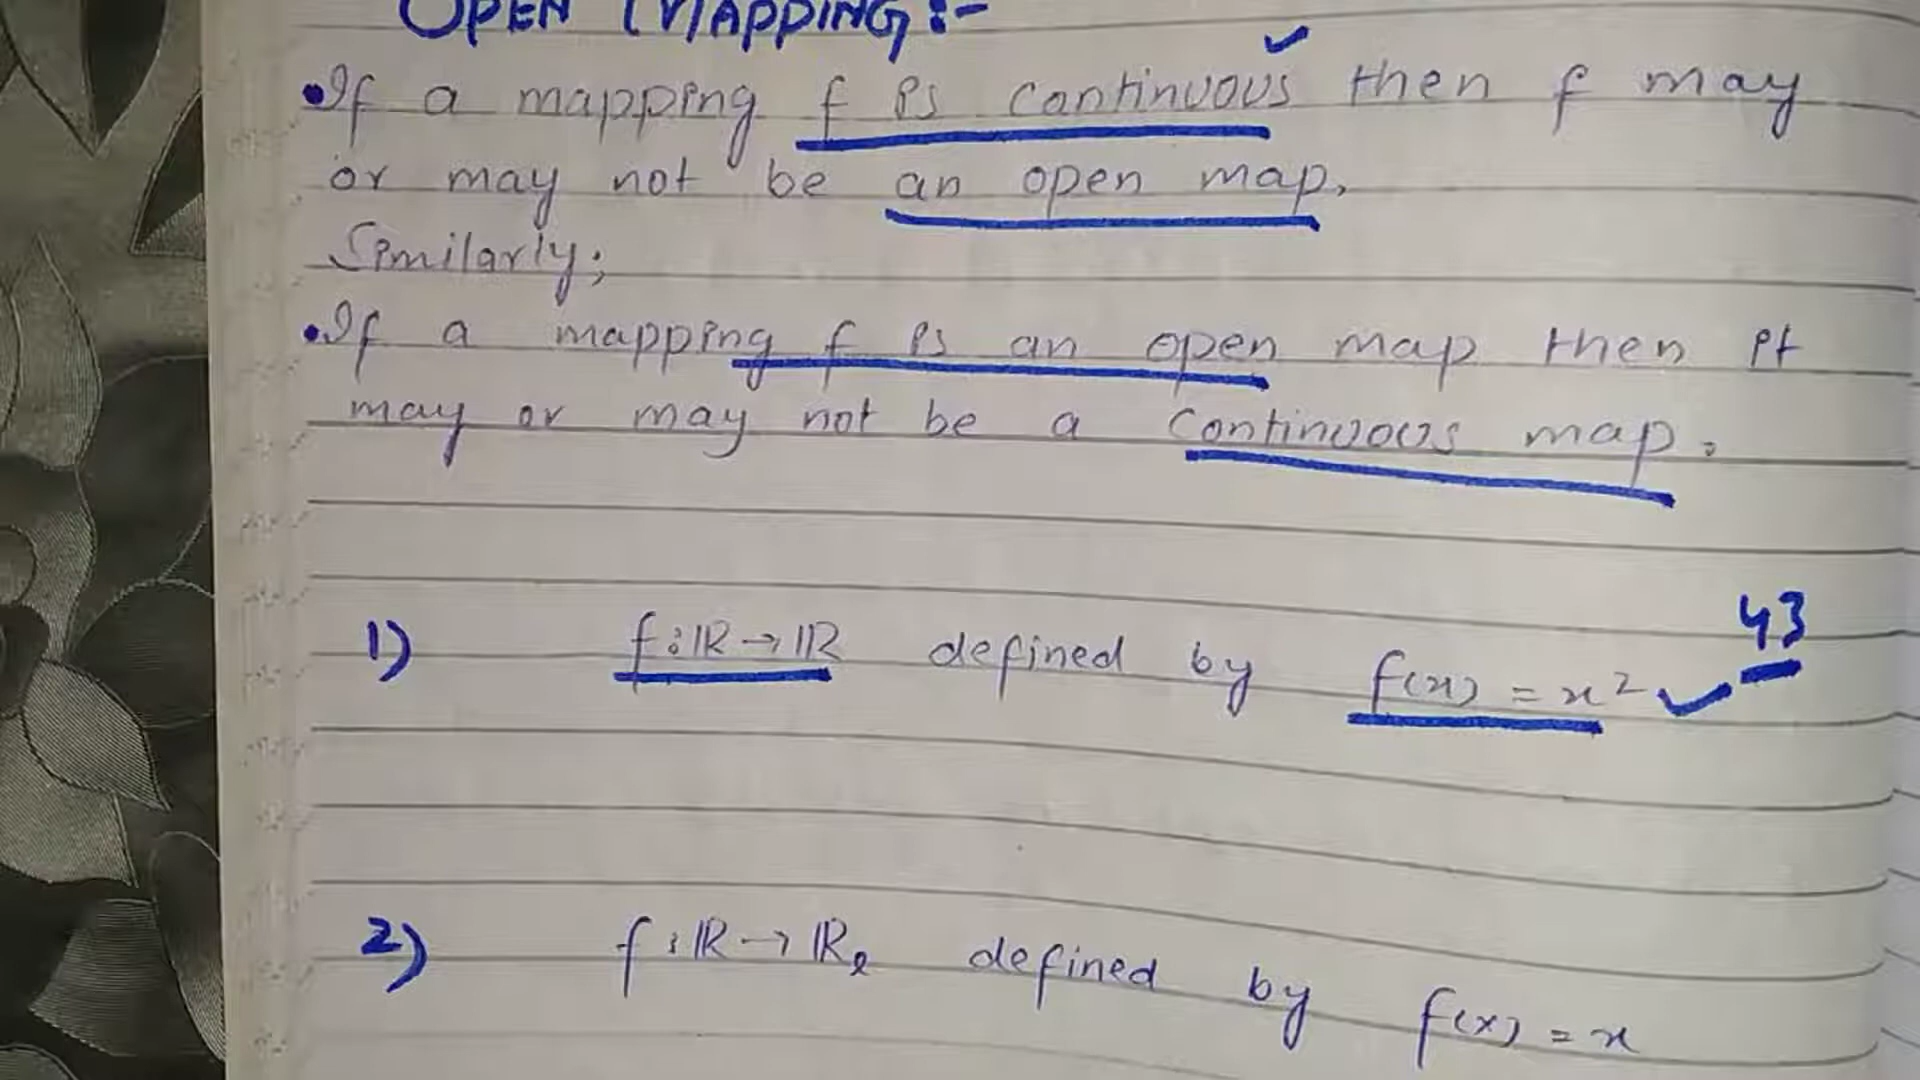 OPEN MAPPING:-
•If a mapping f is continuous then f may
or may not be an open map.
Similarly;
•If a mapping f is an open map then it
may or may not be a continuous map.
43
1) f:ℝ→ℝ defined by f(x) = x²
2) f:ℝ→ℝₗ defined by f(x) = x